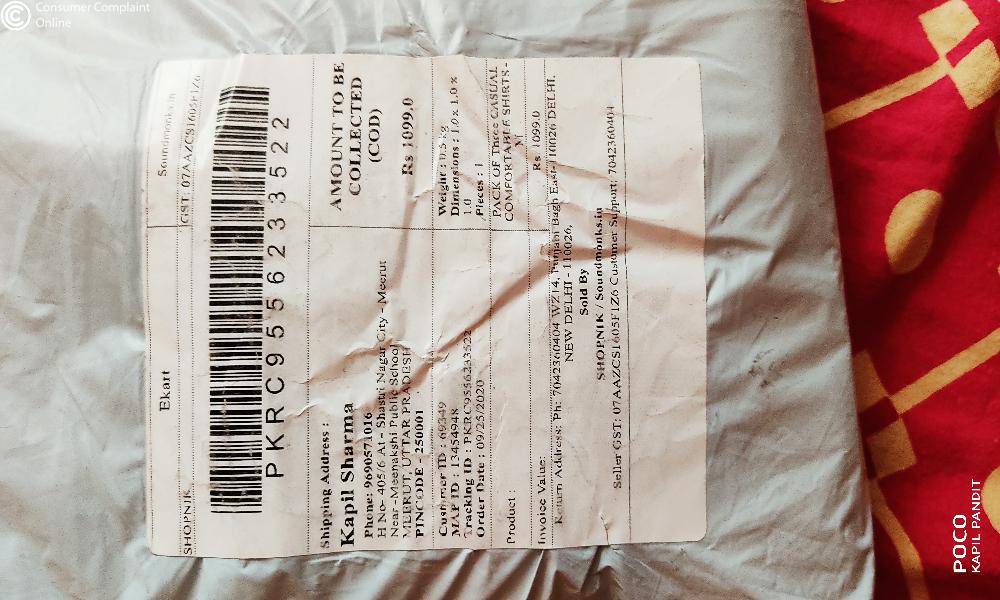 Consumer Complaint
Online
SHOPNIK
Ekart
Soundmonks.in
GST: 07AAZCS1605F1Z6
PKRC9556233522
Shipping Address :
Kapil Sharma
Phone: 9690571016
H No- 405/6 At - Shastri Nagar City - Meerut
Near -Meenakshi Public School
MEERUT, UTTAR PRADESH
PINCODE - 250001
AMOUNT TO BE
COLLECTED
(COD)
Rs 1099.0
Customer ID : 69349
MAP ID : 13454948
Tracking ID : PKRC9556233522
Order Date : 09/25/2020
Weight : 0.5 kg
Dimensions : 1.0 x 1.0 x
1.0
Pieces : 1
Product :
PACK OF Three CASUAL
COMFORTABLE SHIRTS -
M
Invoice Value:
Rs 1099.0
Return Address: Ph: 7042360404 WZ14, Punjabi Bagh East-110026 DELHI,
NEW DELHI - 110026,
Sold By
SHOPNIK / Soundmonks.in
Seller GST: 07AAZCS1605F1Z6 Customer Support: 7042360404
POCO
KAPIL PANDIT